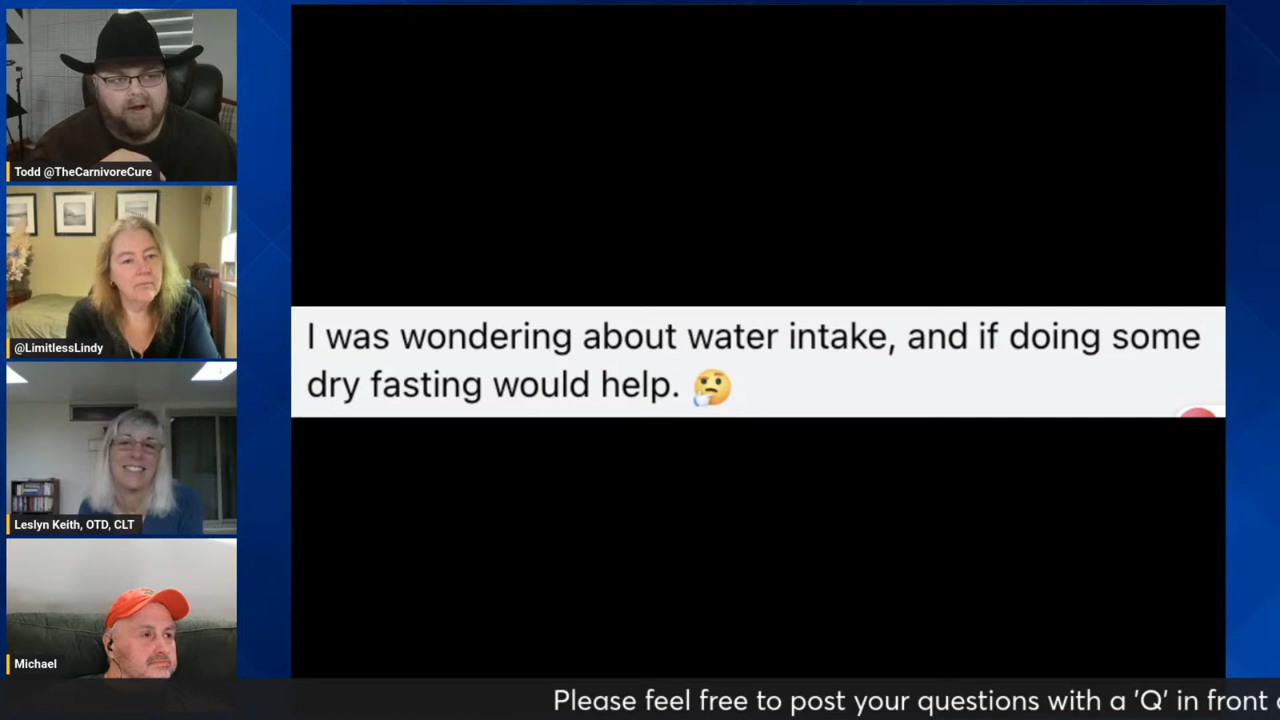 Todd @TheCarnivoreCure
@LimitlessLindy
Leslyn Keith, OTD, CLT
Michael
I was wondering about water intake, and if doing some
dry fasting would help. 🤔
Please feel free to post your questions with a 'Q' in front